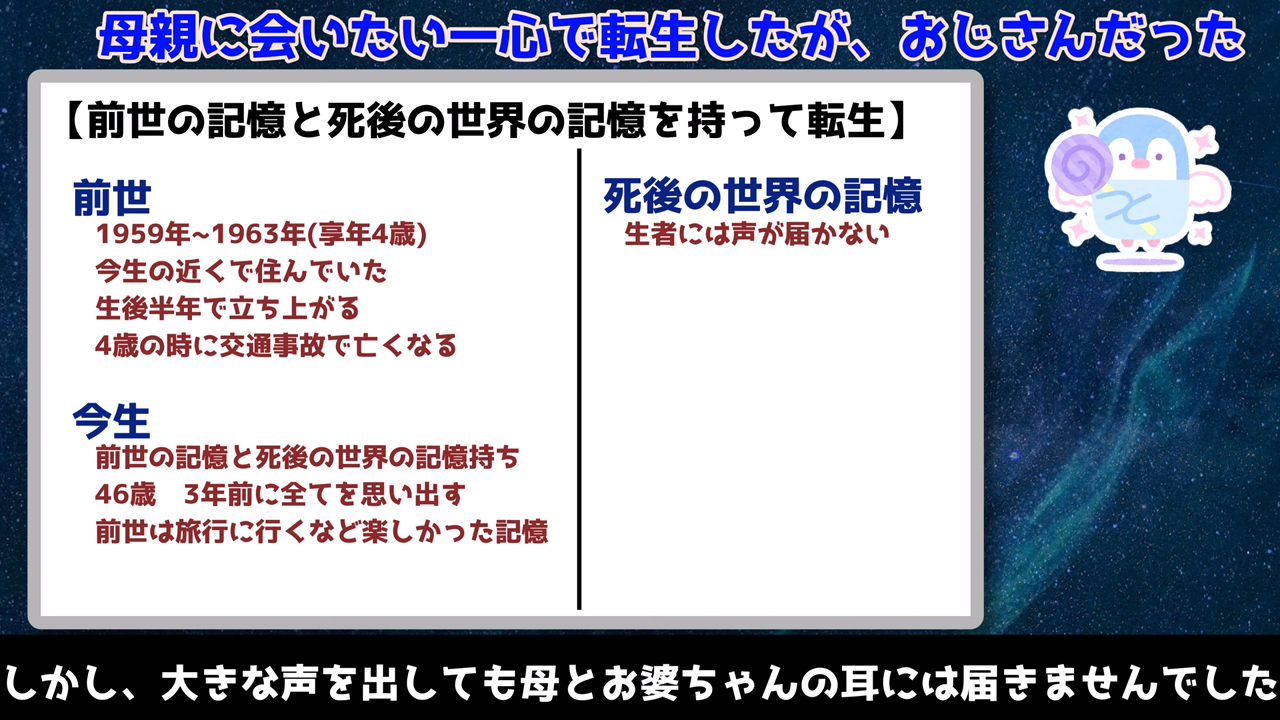 母親に会いたい一心で転生したが、おじさんだった
【前世の記憶と死後の世界の記憶を持って転生】
前世
1959年~1963年(享年4歳)
今生の近くで住んでいた
生後半年で立ち上がる
4歳の時に交通事故で亡くなる
今生
前世の記憶と死後の世界の記憶持ち
46歳　3年前に全てを思い出す
前世は旅行に行くなど楽しかった記憶
死後の世界の記憶
生者には声が届かない
しかし、大きな声を出しても母とお婆ちゃんの耳には届きませんでした